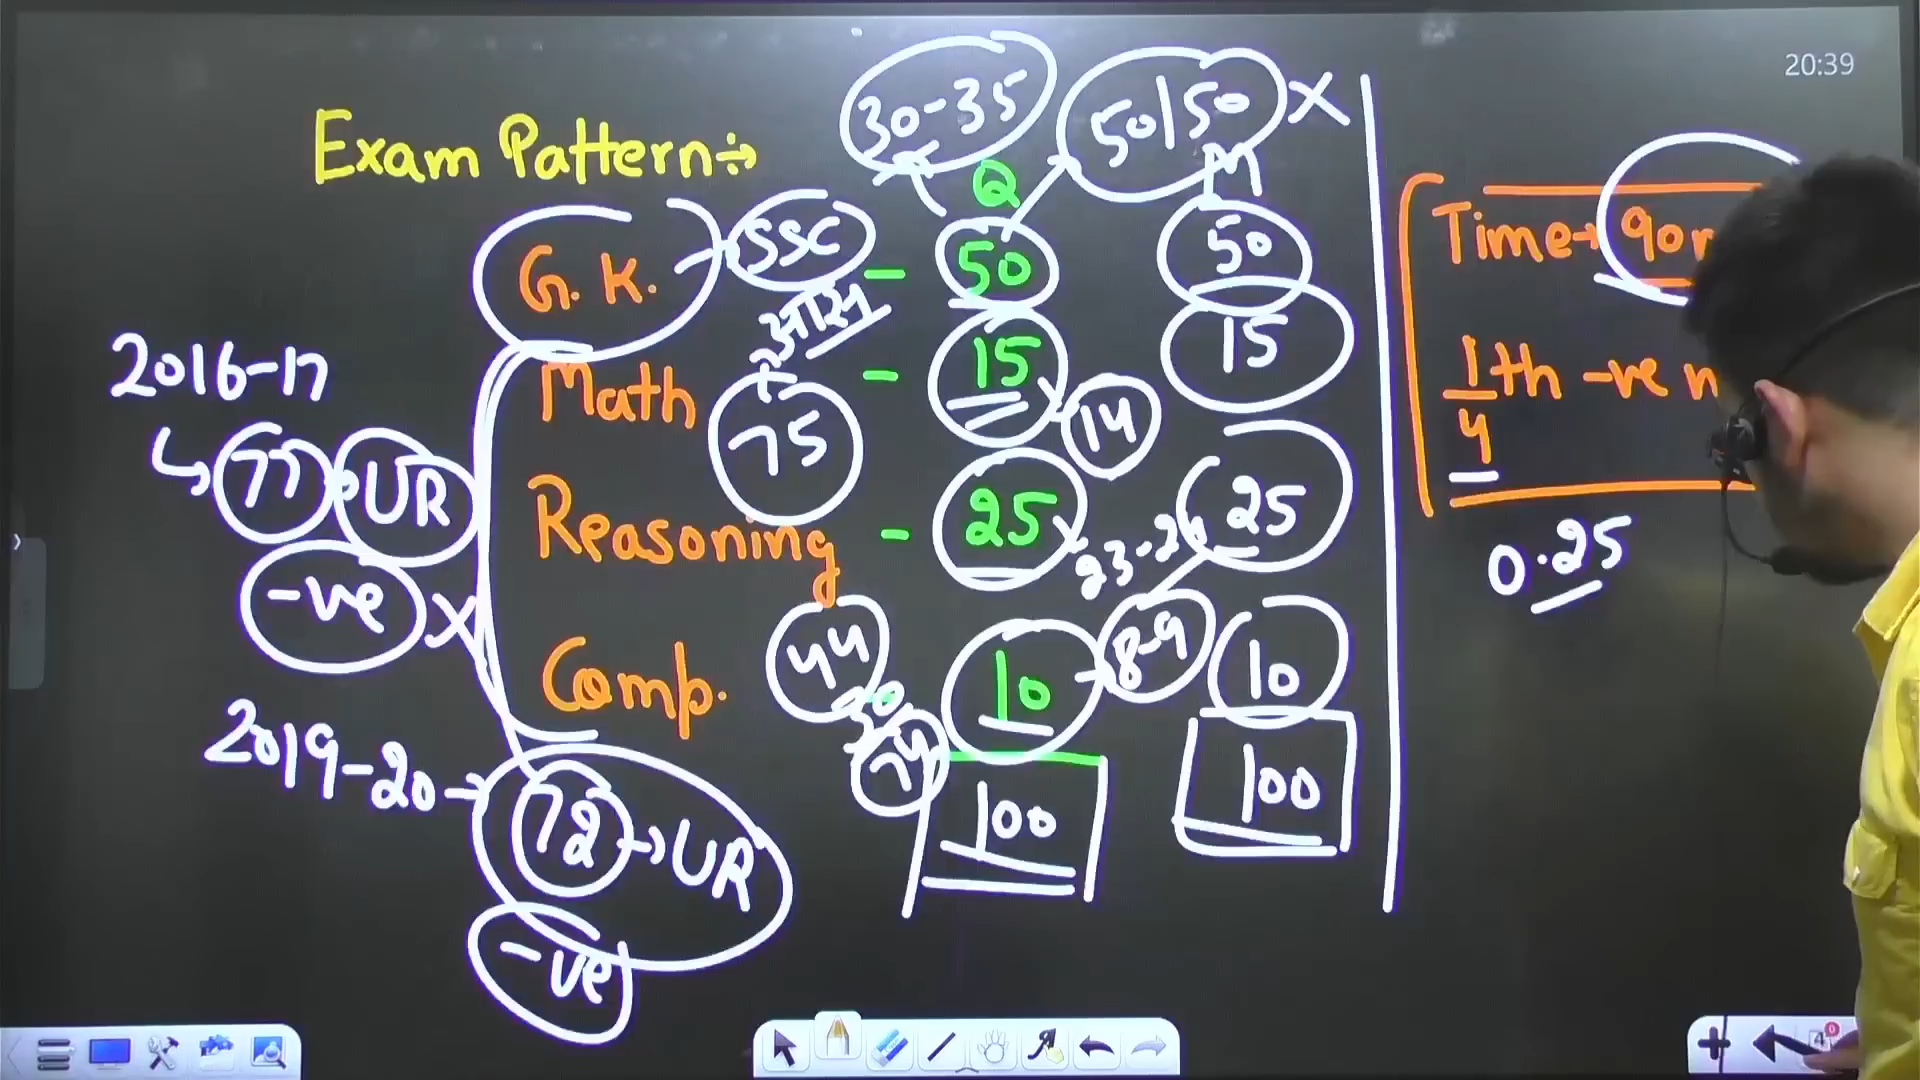 20:39
30-35
50|50 X
Exam Pattern:→
Q
M
G.K. SSC - 50 50
Math - 15 15
75
14
Reasoning - 25 25
23-24
Comp. 10 10
44
8-9
30
74
100 100
2016-17
77 UR
-ve X
2019-20 → 72 → UR
-ve
Time→ 90
1/4 th -ve
0.25